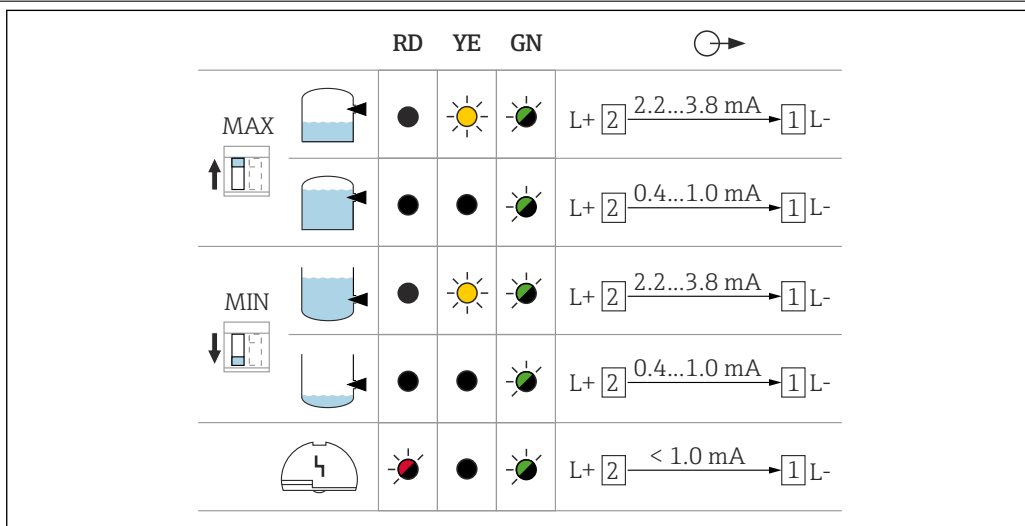 RD YE GN
MAX
L+ 2 2.2...3.8 mA 1 L-
L+ 2 0.4...1.0 mA 1 L-
MIN
L+ 2 2.2...3.8 mA 1 L-
L+ 2 0.4...1.0 mA 1 L-
L+ 2 < 1.0 mA 1 L-